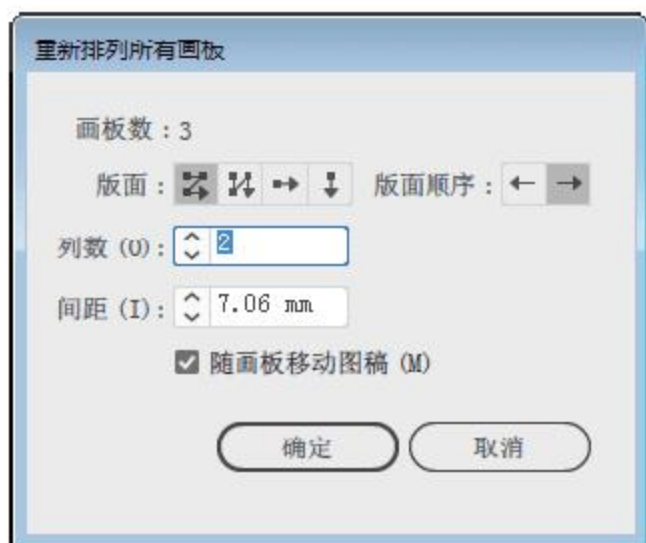 重新排列所有画板
画板数：3
版面： 版面顺序：
列数 (U)： 2
间距 (I)： 7.06 mm
随画板移动图稿 (M)
确定 取消